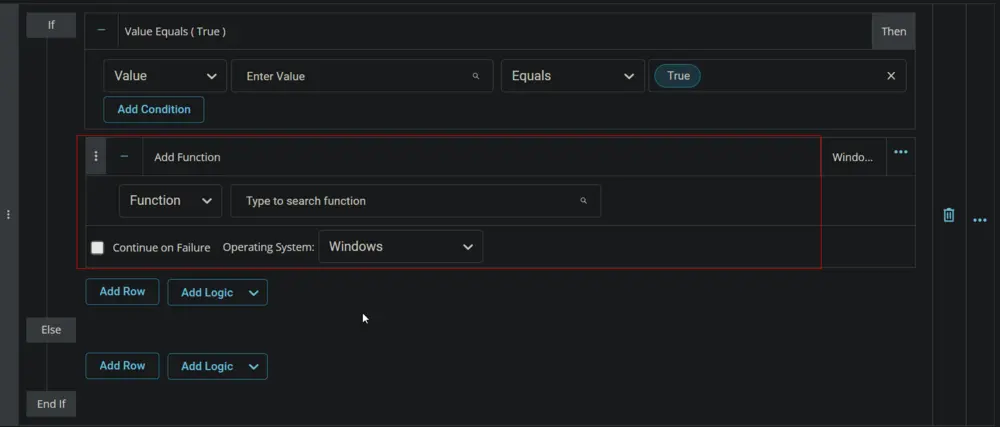 If
Value Equals ( True )
Then
Value
Enter Value
Equals
True
Add Condition
Add Function
Windo...
Function
Type to search function
Continue on Failure
Operating System:
Windows
Add Row
Add Logic
Else
Add Row
Add Logic
End If